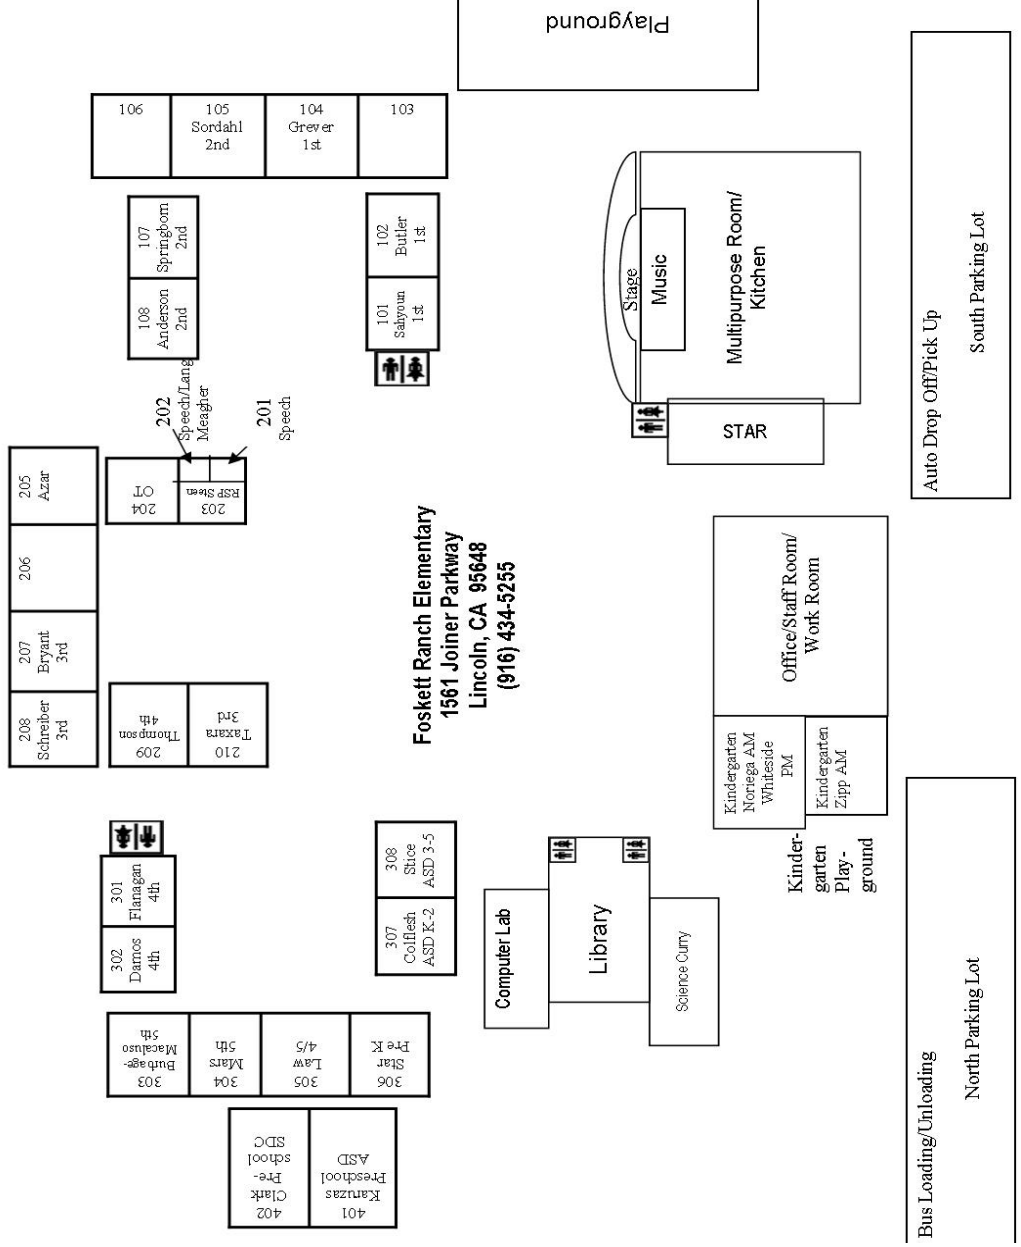 Playground
106
105
Sordahl
2nd
104
Grever
1st
103
107
Springborn
2nd
108
Anderson
2nd
102
Butler
1st
101
Sahyoun
1st
Stage
Music
Multipurpose Room/
Kitchen
STAR
Auto Drop Off/Pick Up
South Parking Lot
202
Speech/Lang
Meagher
201
Speech
205
Azar
206
207
Bryant
3rd
208
Schreiber
3rd
204
OT
203
RSP Steen
209
Thompson
4th
210
Taxara
3rd
Foskett Ranch Elementary
1561 Joiner Parkway
Lincoln, CA 95648
(916) 434-5255
Office/Staff Room/
Work Room
Kindergarten
Noriega AM
Whiteside
PM
Kindergarten
Zipp AM
Kinder-
garten
Play-
ground
301
Flanagan
4th
302
Damos
4th
308
Stice
ASD 3-5
307
Colflesh
ASD K-2
Computer Lab
Library
Science Curry
303
Burbage-
Macaluso
5th
304
Mars
5th
305
Law
4/5
306
Star
Pre K
402
Clark
Pre-
school
SDC
401
Karuzas
Preschool
ASD
Bus Loading/Unloading
North Parking Lot